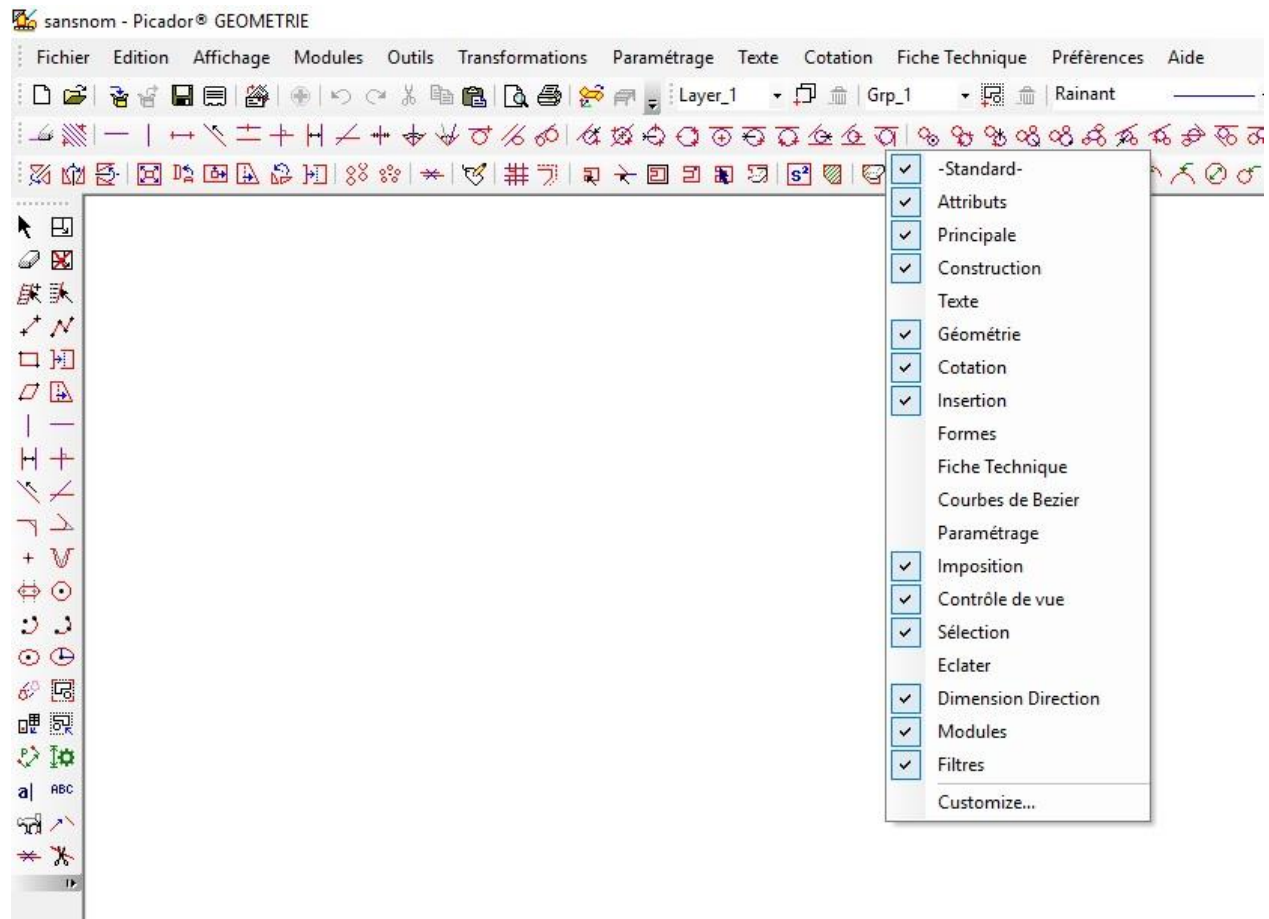 sansnom - Picador® GEOMETRIE
Fichier Edition Affichage Modules Outils Transformations Paramétrage Texte Cotation Fiche Technique Préfèrences Aide
Layer_1 Grp_1 Rainant
S²
-Standard-
Attributs
Principale
Construction
Texte
Géométrie
Cotation
Insertion
Formes
Fiche Technique
Courbes de Bezier
Paramétrage
Imposition
Contrôle de vue
Sélection
Eclater
Dimension Direction
Modules
Filtres
Customize...
P
a| ABC